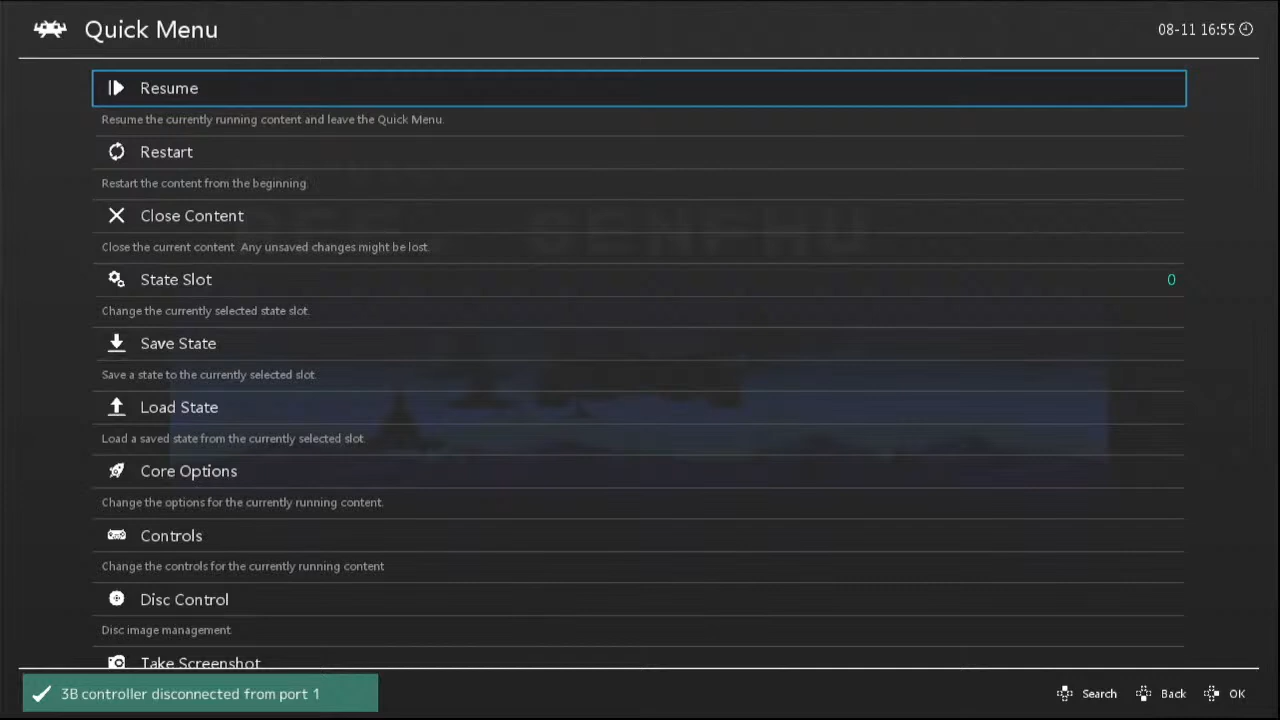 Quick Menu
08-11 16:55
Resume
Resume the currently running content and leave the Quick Menu.
Restart
Restart the content from the beginning
Close Content
Close the current content. Any unsaved changes might be lost.
State Slot
0
Change the currently selected state slot.
Save State
Save a state to the currently selected slot.
Load State
Load a saved state from the currently selected slot
Core Options
Change the options for the currently running content.
Controls
Change the controls for the currently running content
Disc Control
Disc image management
Take Screenshot
3B controller disconnected from port 1
Search Back OK